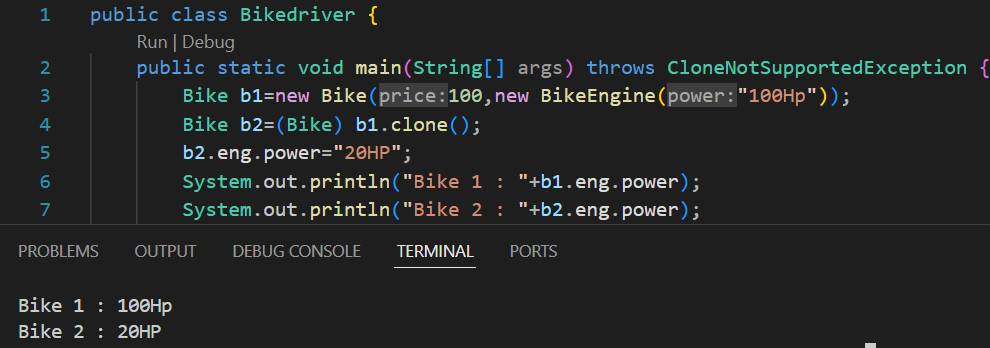 1 public class Bikedriver {
Run | Debug
2 public static void main(String[] args) throws CloneNotSupportedException {
3 Bike b1=new Bike(price:100,new BikeEngine(power:"100Hp"));
4 Bike b2=(Bike) b1.clone();
5 b2.eng.power="20HP";
6 System.out.println("Bike 1 : "+b1.eng.power);
7 System.out.println("Bike 2 : "+b2.eng.power);
PROBLEMS OUTPUT DEBUG CONSOLE TERMINAL PORTS
Bike 1 : 100Hp
Bike 2 : 20HP